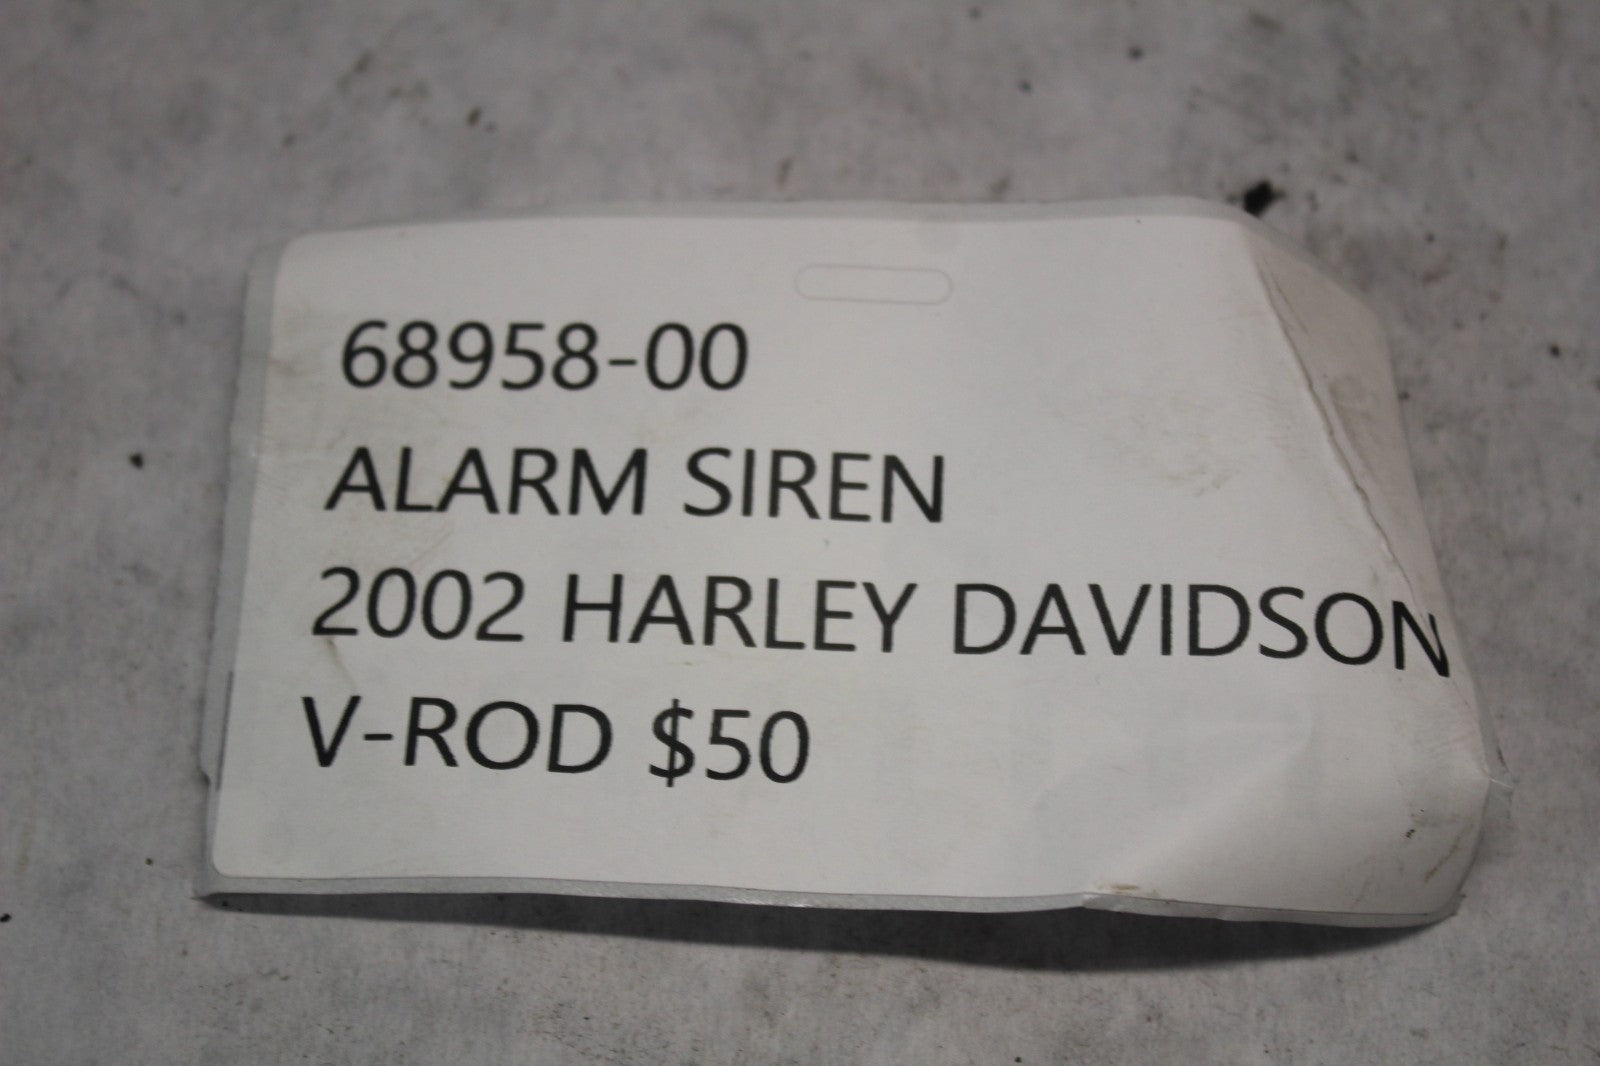 68958-00
ALARM SIREN
2002 HARLEY DAVIDSON
V-ROD $50